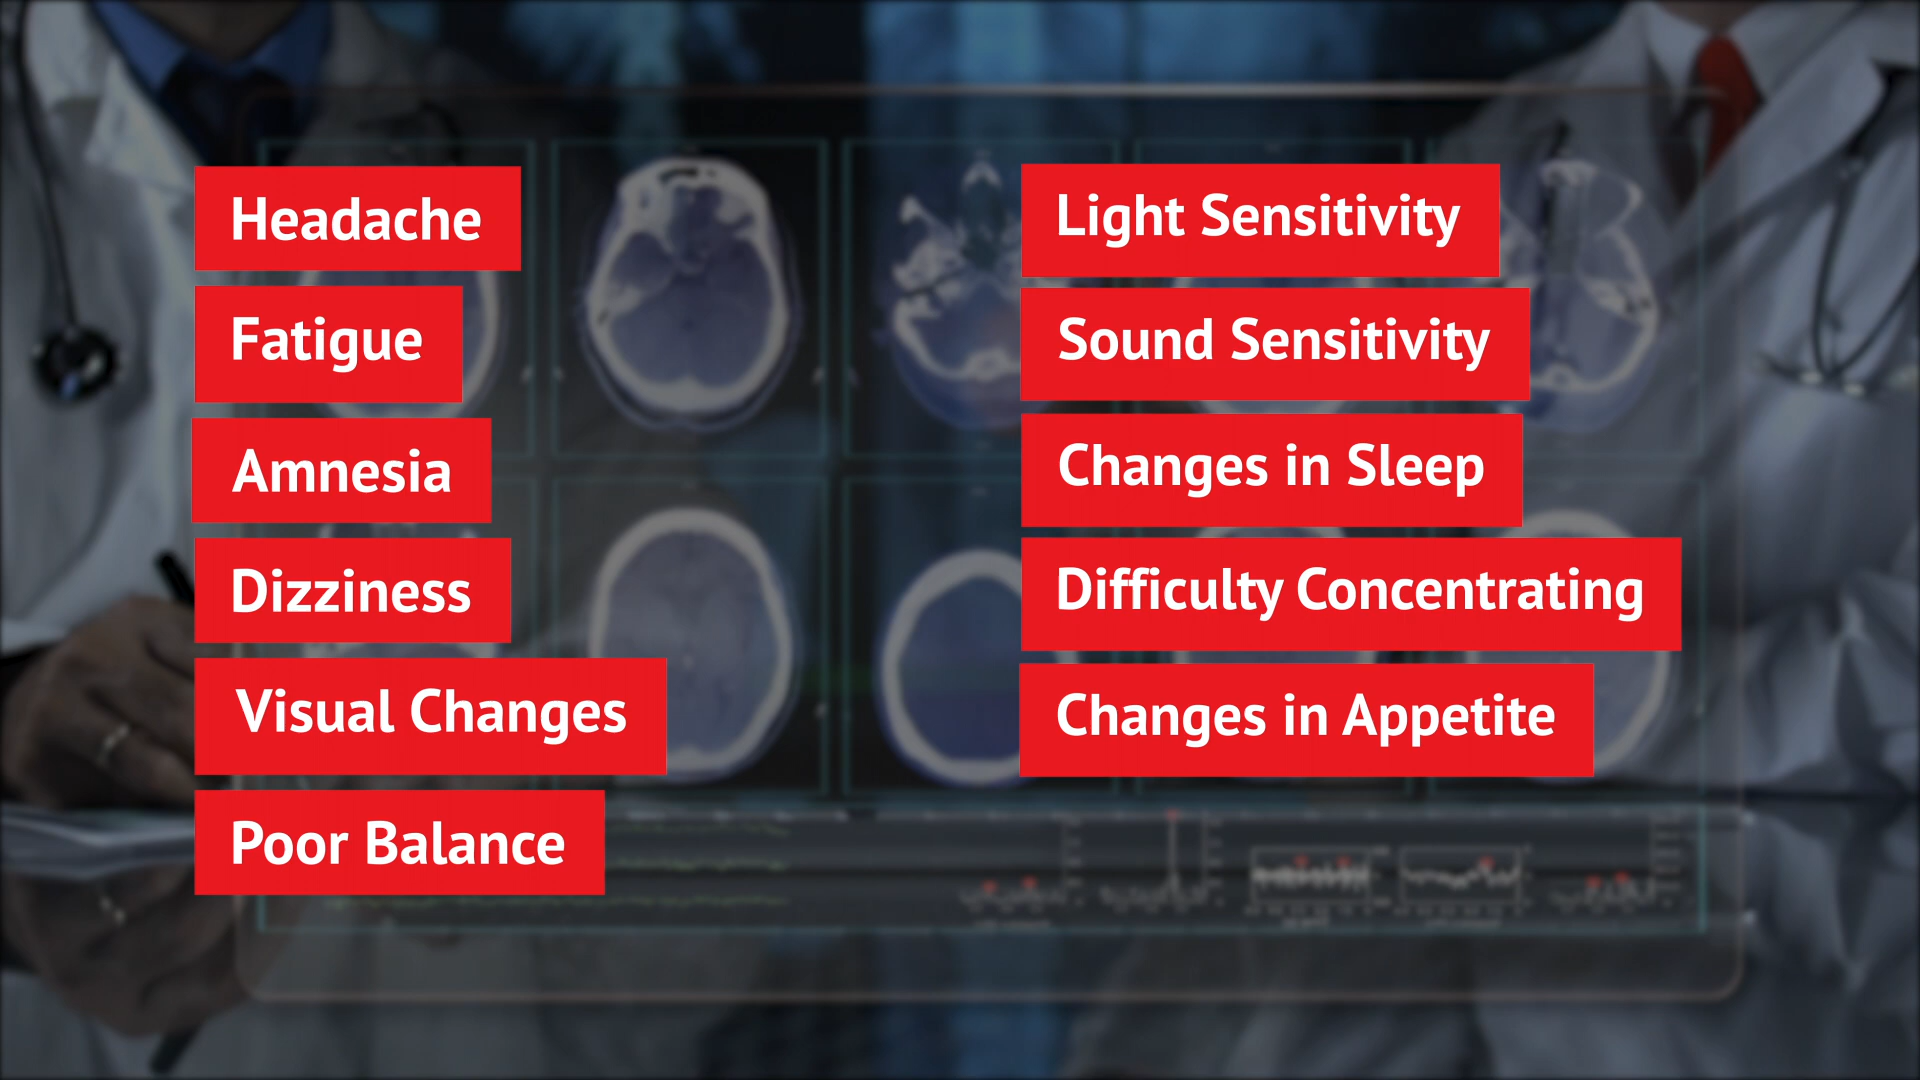 Headache
Fatigue
Amnesia
Dizziness
Visual Changes
Poor Balance
Light Sensitivity
Sound Sensitivity
Changes in Sleep
Difficulty Concentrating
Changes in Appetite